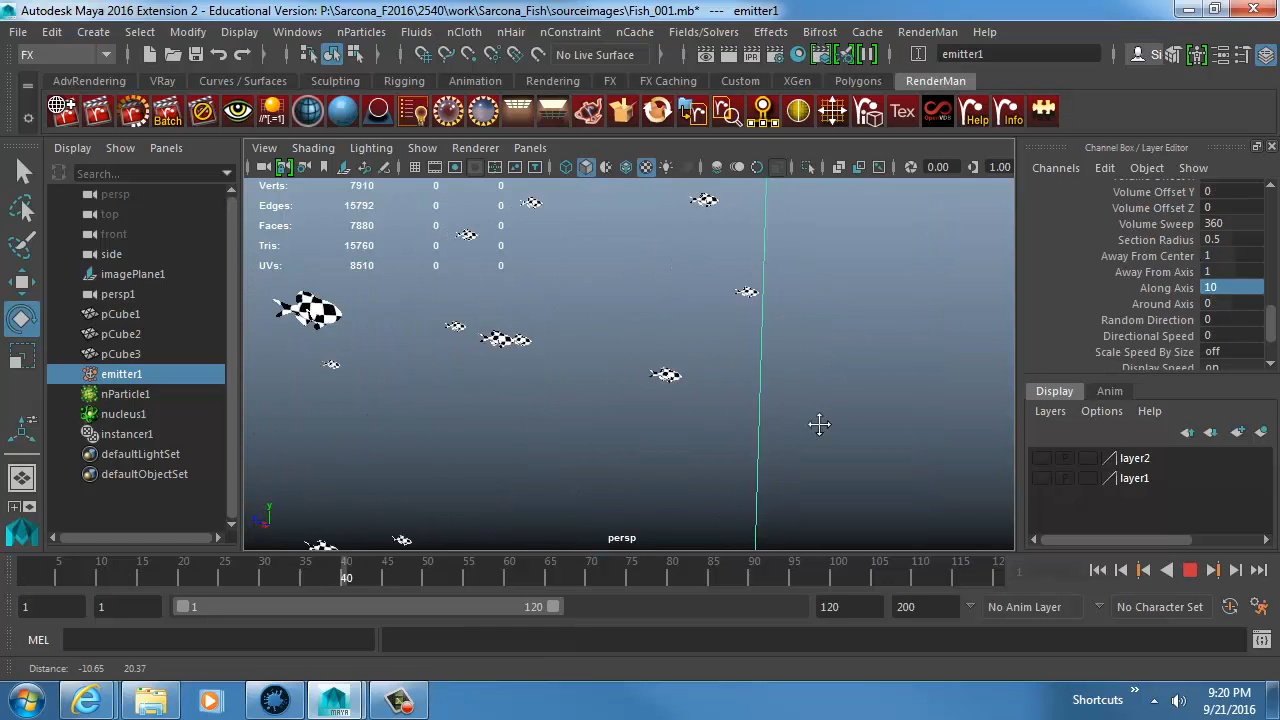 Autodesk Maya 2016 Extension 2 - Educational Version: P:\Sarcona_F2016\2540\work\Sarcona_Fish\sourceimages\Fish_001.mb* --- emitter1
File Edit Create Select Modify Display Windows nParticles Fluids nCloth nHair nConstraint nCache Fields/Solvers Effects Bifrost Cache RenderMan Help
FX No Live Surface emitter1 Si
AdvRendering VRay Curves / Surfaces Sculpting Rigging Animation Rendering FX FX Caching Custom XGen Polygons RenderMan
Batch //*[.=!] Tex OpenVDB Help Info
Display Show Panels
View Shading Lighting Show Renderer Panels
Channel Box / Layer Editor
Search...
0.00 1.00
Channels Edit Object Show
persp
top
front
side
imagePlane1
persp1
pCube1
pCube2
pCube3
emitter1
nParticle1
nucleus1
instancer1
defaultLightSet
defaultObjectSet
Verts: 7910 0 0
Edges: 15792 0 0
Faces: 7880 0 0
Tris: 15760 0 0
UVs: 8510 0 0
y
persp
Volume Offset Y 0
Volume Offset Z 0
Volume Sweep 360
Section Radius 0.5
Away From Center 1
Away From Axis 1
Along Axis 10
Around Axis 0
Random Direction 0
Directional Speed 0
Scale Speed By Size off
Display Speed on
Display Anim
Layers Options Help
P layer2
P layer1
5 10 15 20 25 30 35 40 45 50 55 60 65 70 75 80 85 90 95 100 105 110 115 12
40
1
1 1 1 120 120 200 No Anim Layer No Character Set
MEL
Distance: -10.65 20.37
MAYA
Shortcuts
9:20 PM
9/21/2016